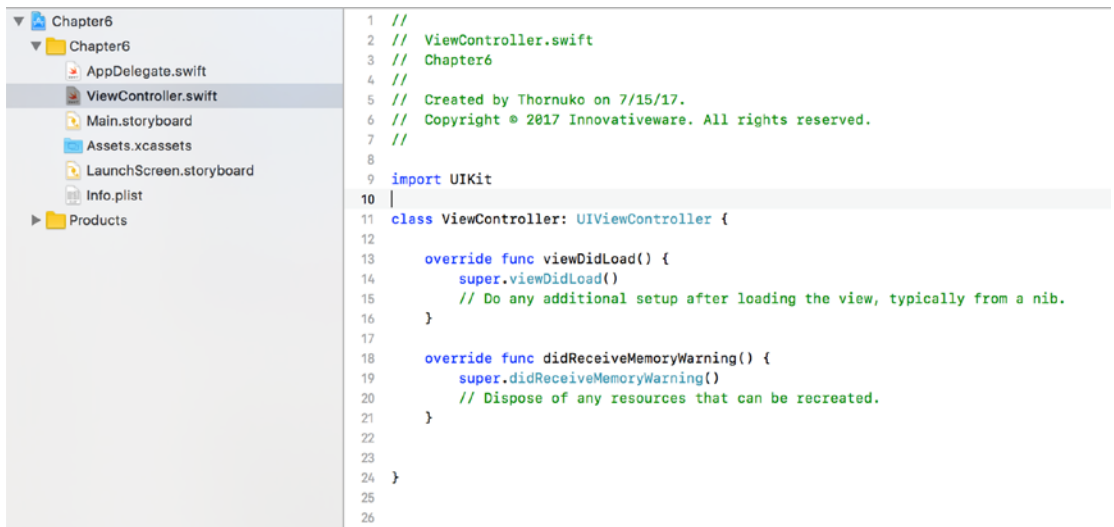 Chapter6
Chapter6
AppDelegate.swift
ViewController.swift
Main.storyboard
Assets.xcassets
LaunchScreen.storyboard
Info.plist
Products
1 //
2 //  ViewController.swift
3 //  Chapter6
4 //
5 //  Created by Thornuko on 7/15/17.
6 //  Copyright © 2017 Innovativeware. All rights reserved.
7 //
8
9 import UIKit
10
11 class ViewController: UIViewController {
12
13     override func viewDidLoad() {
14         super.viewDidLoad()
15         // Do any additional setup after loading the view, typically from a nib.
16     }
17
18     override func didReceiveMemoryWarning() {
19         super.didReceiveMemoryWarning()
20         // Dispose of any resources that can be recreated.
21     }
22
23
24 }
25
26